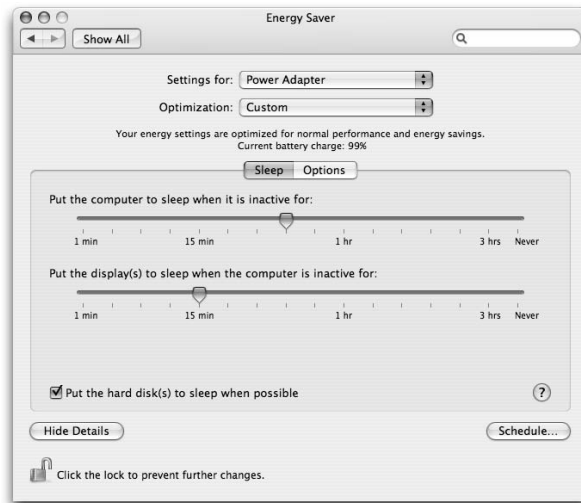 Energy Saver
Show All
Settings for: Power Adapter
Optimization: Custom
Your energy settings are optimized for normal performance and energy savings.
Current battery charge: 99%
Sleep Options
Put the computer to sleep when it is inactive for:
1 min 15 min 1 hr 3 hrs Never
Put the display(s) to sleep when the computer is inactive for:
1 min 15 min 1 hr 3 hrs Never
Put the hard disk(s) to sleep when possible ?
Hide Details Schedule...
Click the lock to prevent further changes.